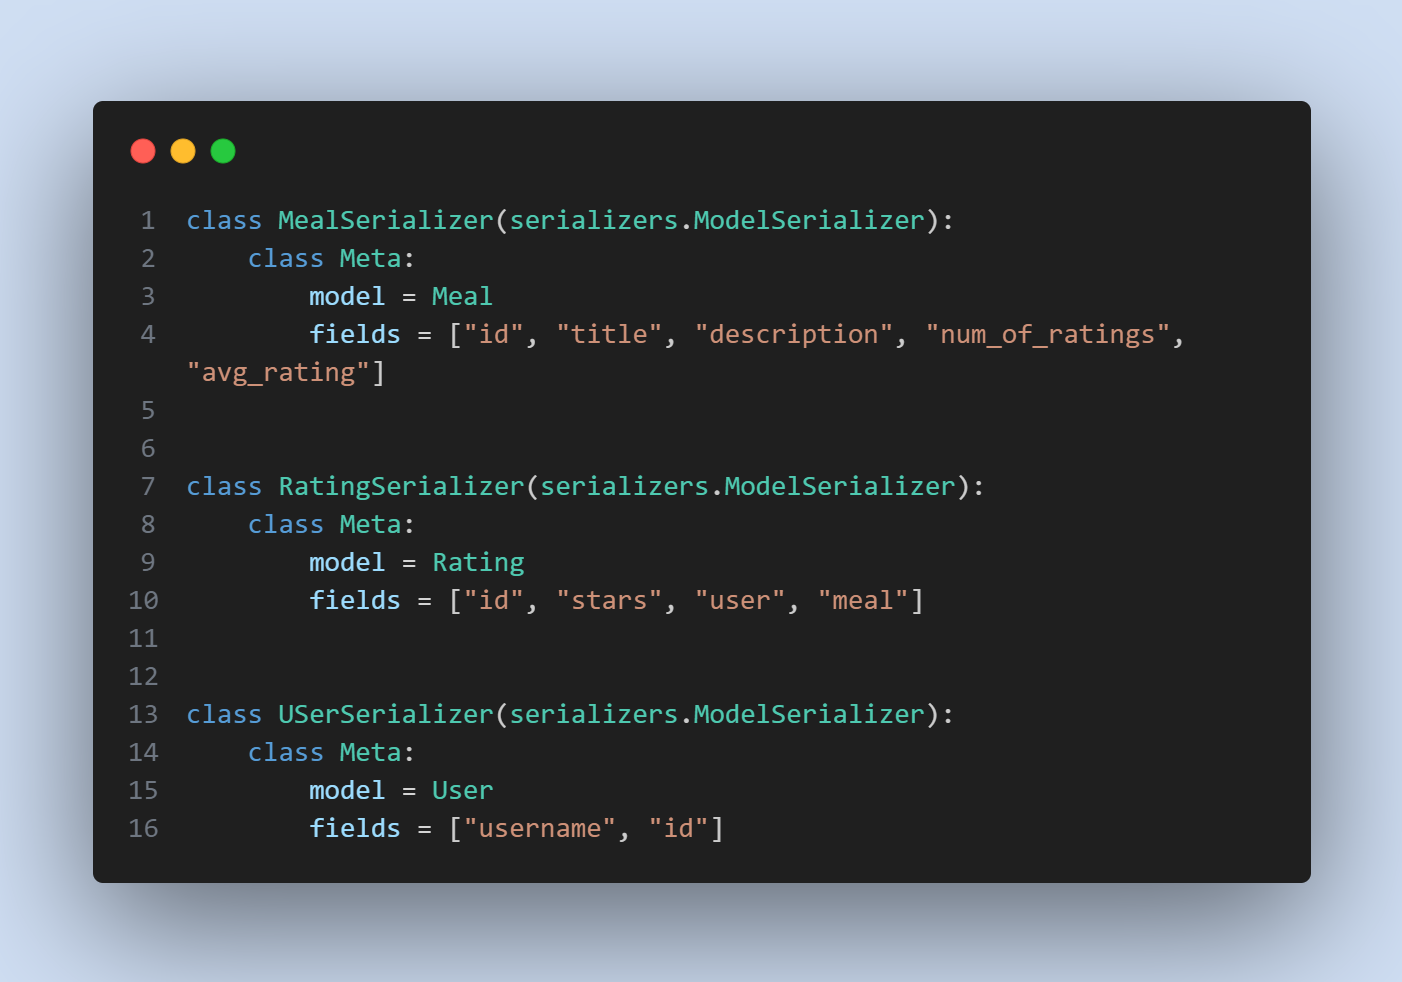 1 class MealSerializer(serializers.ModelSerializer):
2     class Meta:
3         model = Meal
4         fields = ["id", "title", "description", "num_of_ratings",
"avg_rating"]
5
6
7 class RatingSerializer(serializers.ModelSerializer):
8     class Meta:
9         model = Rating
10         fields = ["id", "stars", "user", "meal"]
11
12
13 class USerSerializer(serializers.ModelSerializer):
14     class Meta:
15         model = User
16         fields = ["username", "id"]